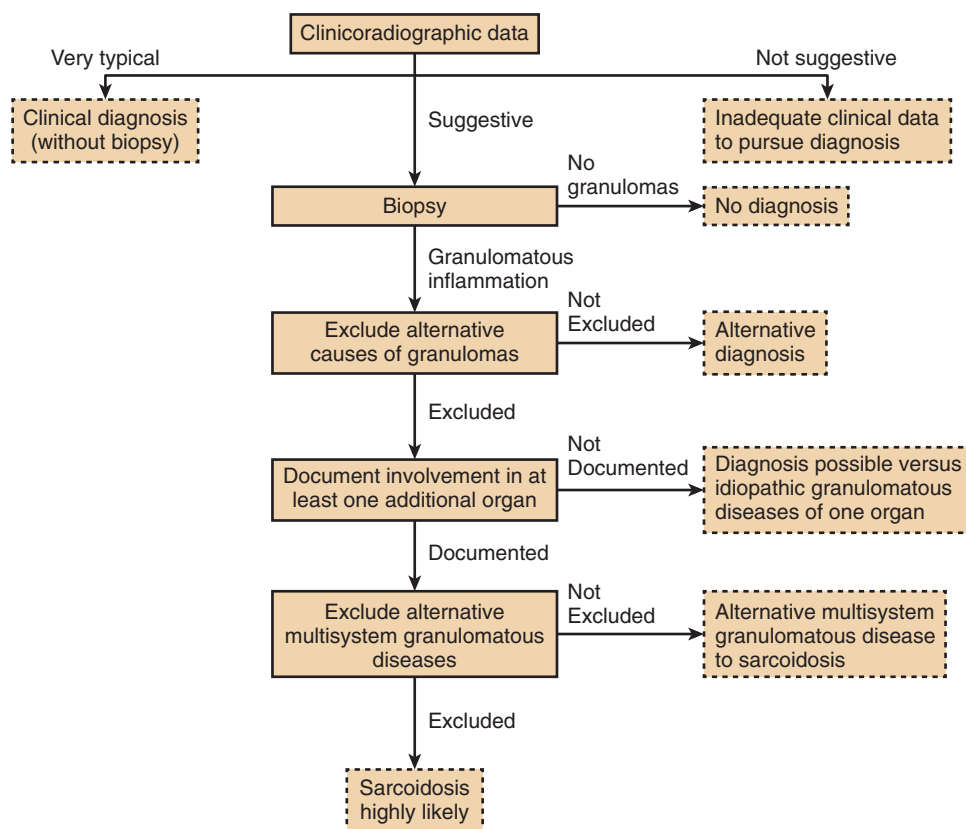 Clinicoradiographic data
Very typical
Not suggestive
Clinical diagnosis
(without biopsy)
Suggestive
Inadequate clinical data
to pursue diagnosis
No
granulomas
Biopsy
No diagnosis
Granulomatous
inflammation
Not
Excluded
Exclude alternative
causes of granulomas
Alternative
diagnosis
Excluded
Not
Documented
Document involvement in at
least one additional organ
Diagnosis possible versus
idiopathic granulomatous
diseases of one organ
Documented
Not
Excluded
Exclude alternative
multisystem granulomatous
diseases
Alternative multisystem
granulomatous disease
to sarcoidosis
Excluded
Sarcoidosis
highly likely